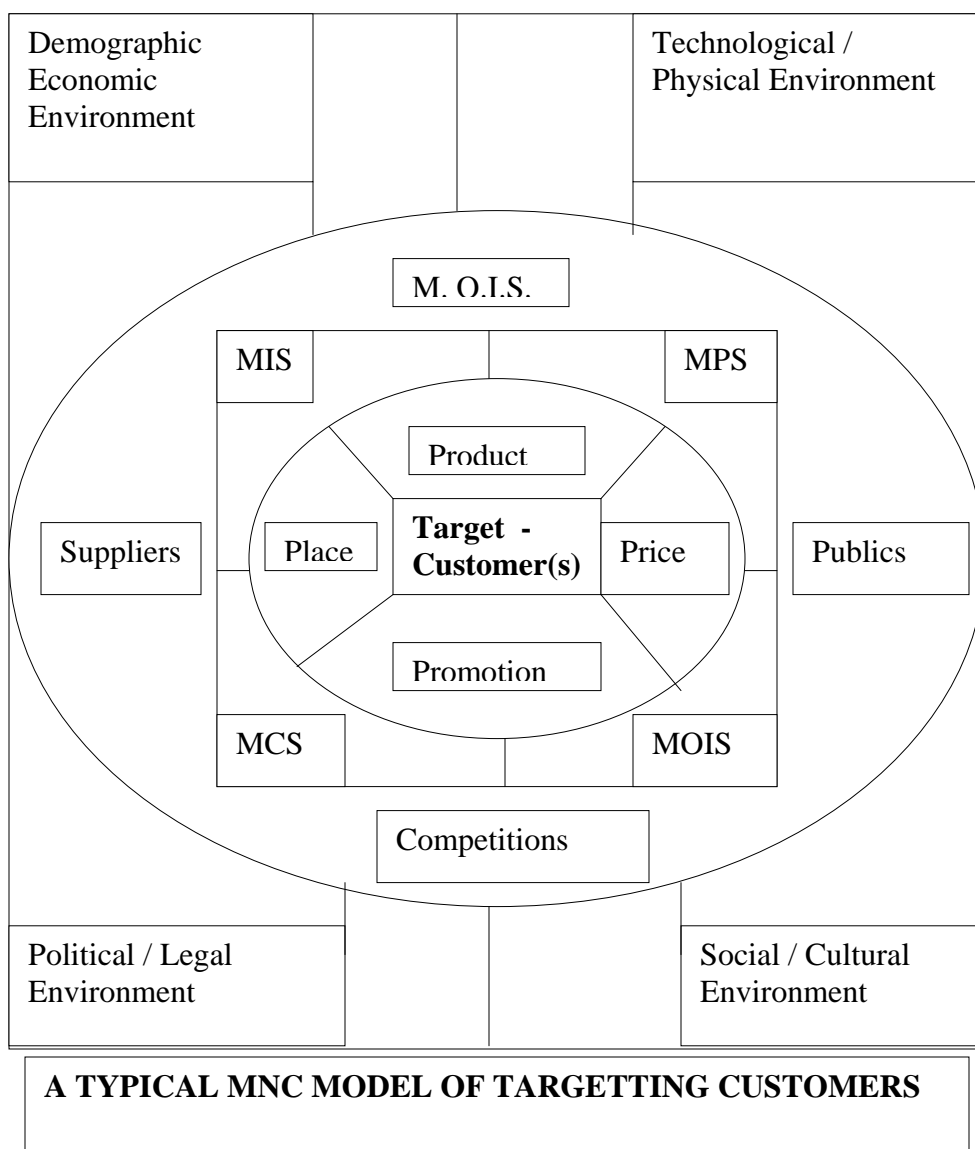 Demographic
Economic
Environment
Technological /
Physical Environment
M. O.I.S.
MIS
MPS
Product
Suppliers
Place
Target -
Customer(s)
Price
Publics
Promotion
MCS
MOIS
Competitions
Political / Legal
Environment
Social / Cultural
Environment
A TYPICAL MNC MODEL OF TARGETTING CUSTOMERS